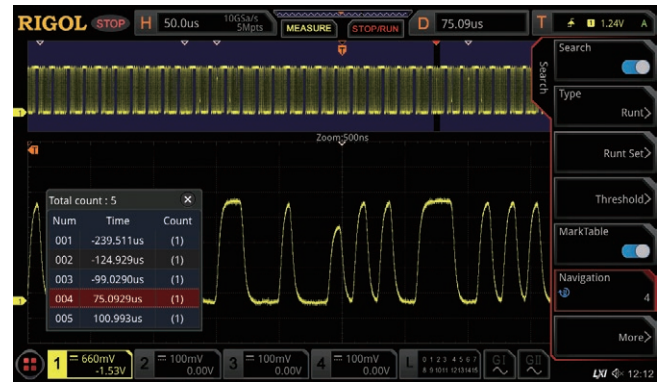 RIGOL STOP H 50.0us 10GSa/s 5Mpts MEASURE STOP/RUN D 75.09us T 1 1.24V A
T
Search
Search
Type
Runt>
Zoom:500ns
T
Runt Set>
Total count : 5 ×
Threshold>
Num Time Count
001 -239.511us (1)
MarkTable
002 -124.929us (1)
003 -99.0290us (1)
Navigation
004 75.0929us (1)
4
005 100.993us (1)
More>
1 660mV -1.53V 2 100mV 0.00V 3 100mV 0.00V 4 100mV 0.00V L 0 1 2 3 4 5 6 7 8 9 10 11 12 13 14 15 GI GII
LXI 12:12